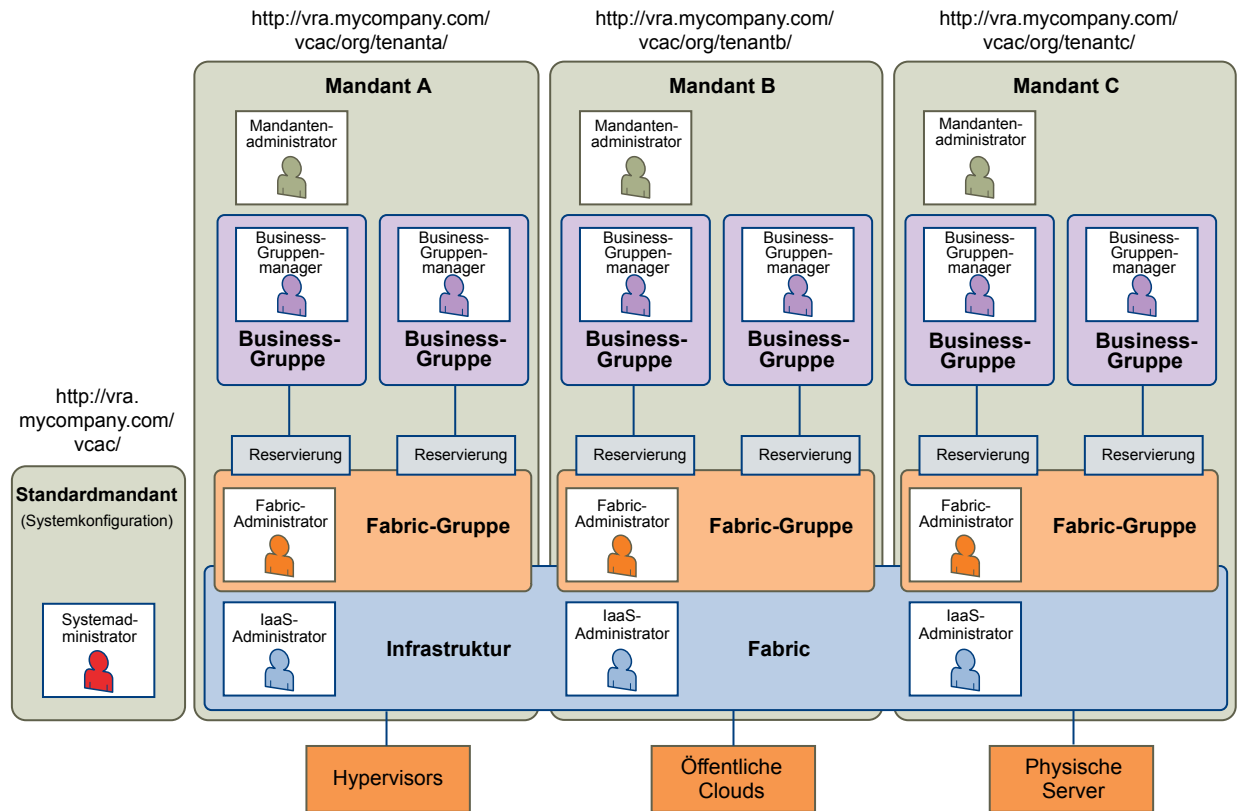 http://vra.mycompany.com/
vcac/org/tenanta/
http://vra.mycompany.com/
vcac/org/tenantb/
http://vra.mycompany.com/
vcac/org/tenantc/
Mandant A
Mandant B
Mandant C
Mandanten-
administrator
Mandanten-
administrator
Mandanten-
administrator
Business-
Gruppen-
manager
Business-
Gruppen-
manager
Business-
Gruppen-
manager
Business-
Gruppen-
manager
Business-
Gruppen-
manager
Business-
Gruppen-
manager
Business-
Gruppe
Business-
Gruppe
Business-
Gruppe
Business-
Gruppe
Business-
Gruppe
Business-
Gruppe
http://vra.
mycompany.com/
vcac/
Reservierung
Reservierung
Reservierung
Reservierung
Reservierung
Reservierung
Standardmandant
(Systemkonfiguration)
Fabric-
Administrator
Fabric-Gruppe
Fabric-
Administrator
Fabric-Gruppe
Fabric-
Administrator
Fabric-Gruppe
Systemad-
ministrator
IaaS-
Administrator
Infrastruktur
IaaS-
Administrator
Fabric
IaaS-
Administrator
Hypervisors
Öffentliche
Clouds
Physische
Server